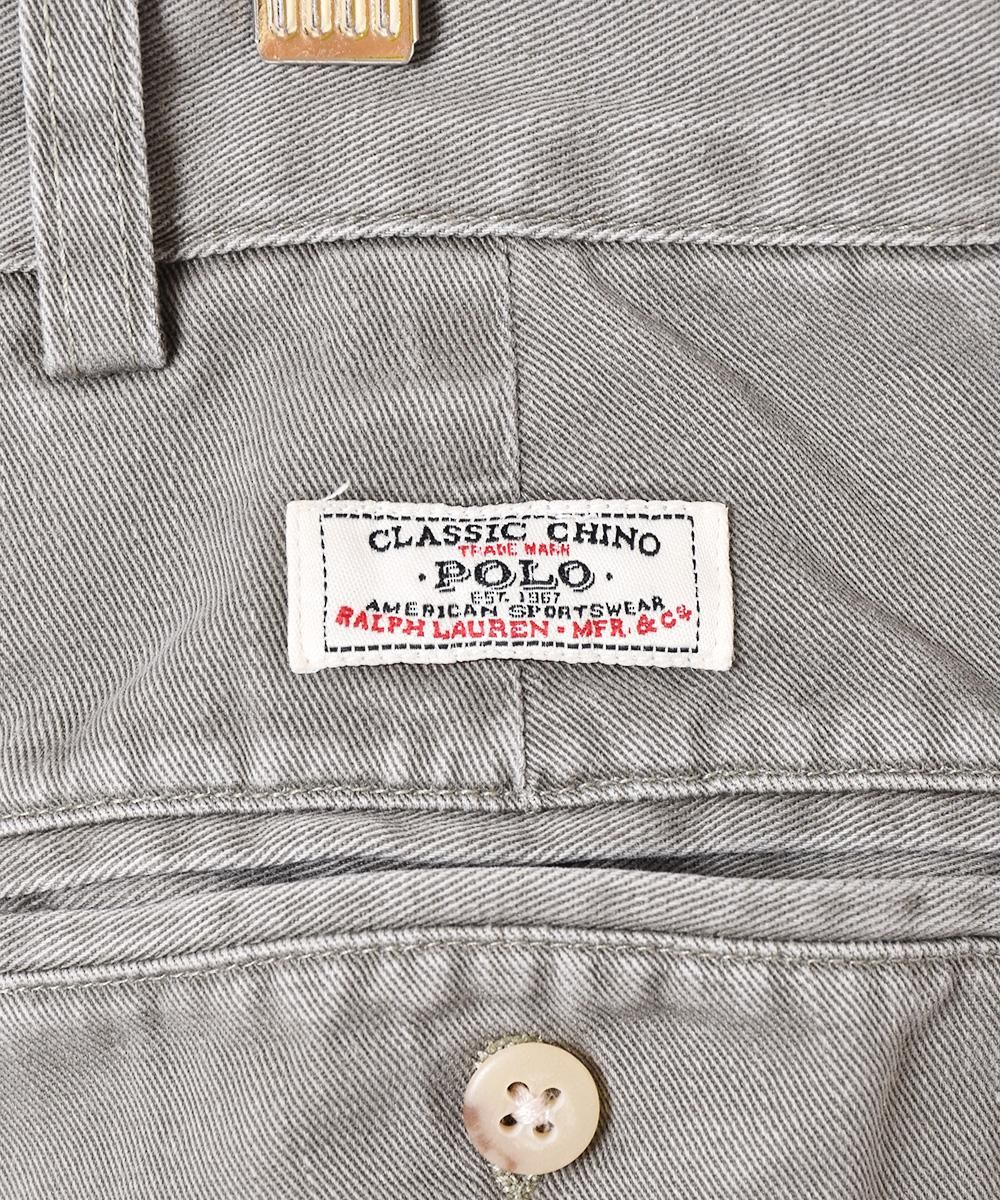 CLASSIC CHINO
TRADE MARK
·POLO·
EST. 1967
AMERICAN SPORTSWEAR
RALPH LAUREN - MFR. & Co.